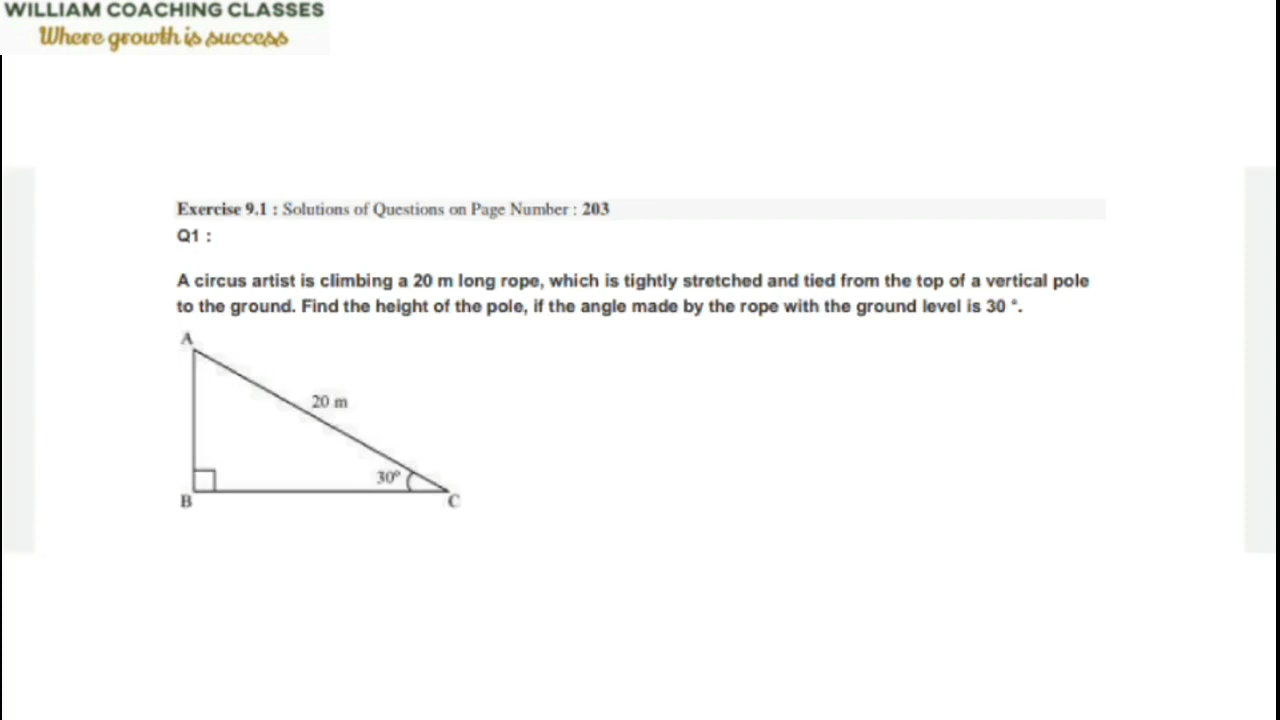 WILLIAM COACHING CLASSES
Where growth is success
Exercise 9.1 : Solutions of Questions on Page Number : 203
Q1 :
A circus artist is climbing a 20 m long rope, which is tightly stretched and tied from the top of a vertical pole
to the ground. Find the height of the pole, if the angle made by the rope with the ground level is 30 °.
A
20 m
30°
B
C